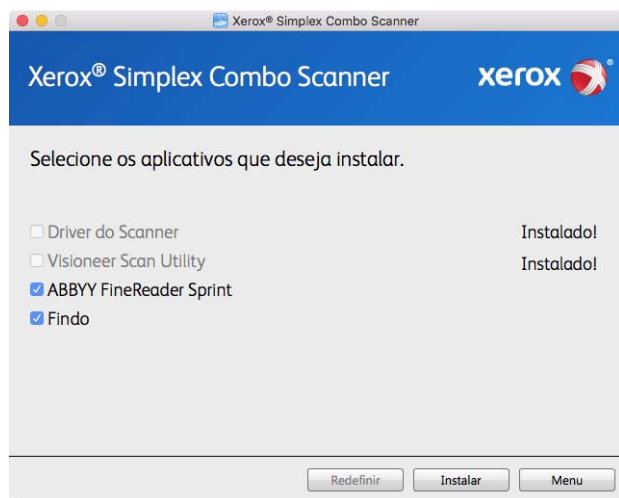 Xerox® Simplex Combo Scanner
Xerox® Simplex Combo Scanner
xerox ®
Selecione os aplicativos que deseja instalar.
Driver do Scanner Instalado!
Visioneer Scan Utility Instalado!
ABBYY FineReader Sprint
Findo
Redefinir Instalar Menu